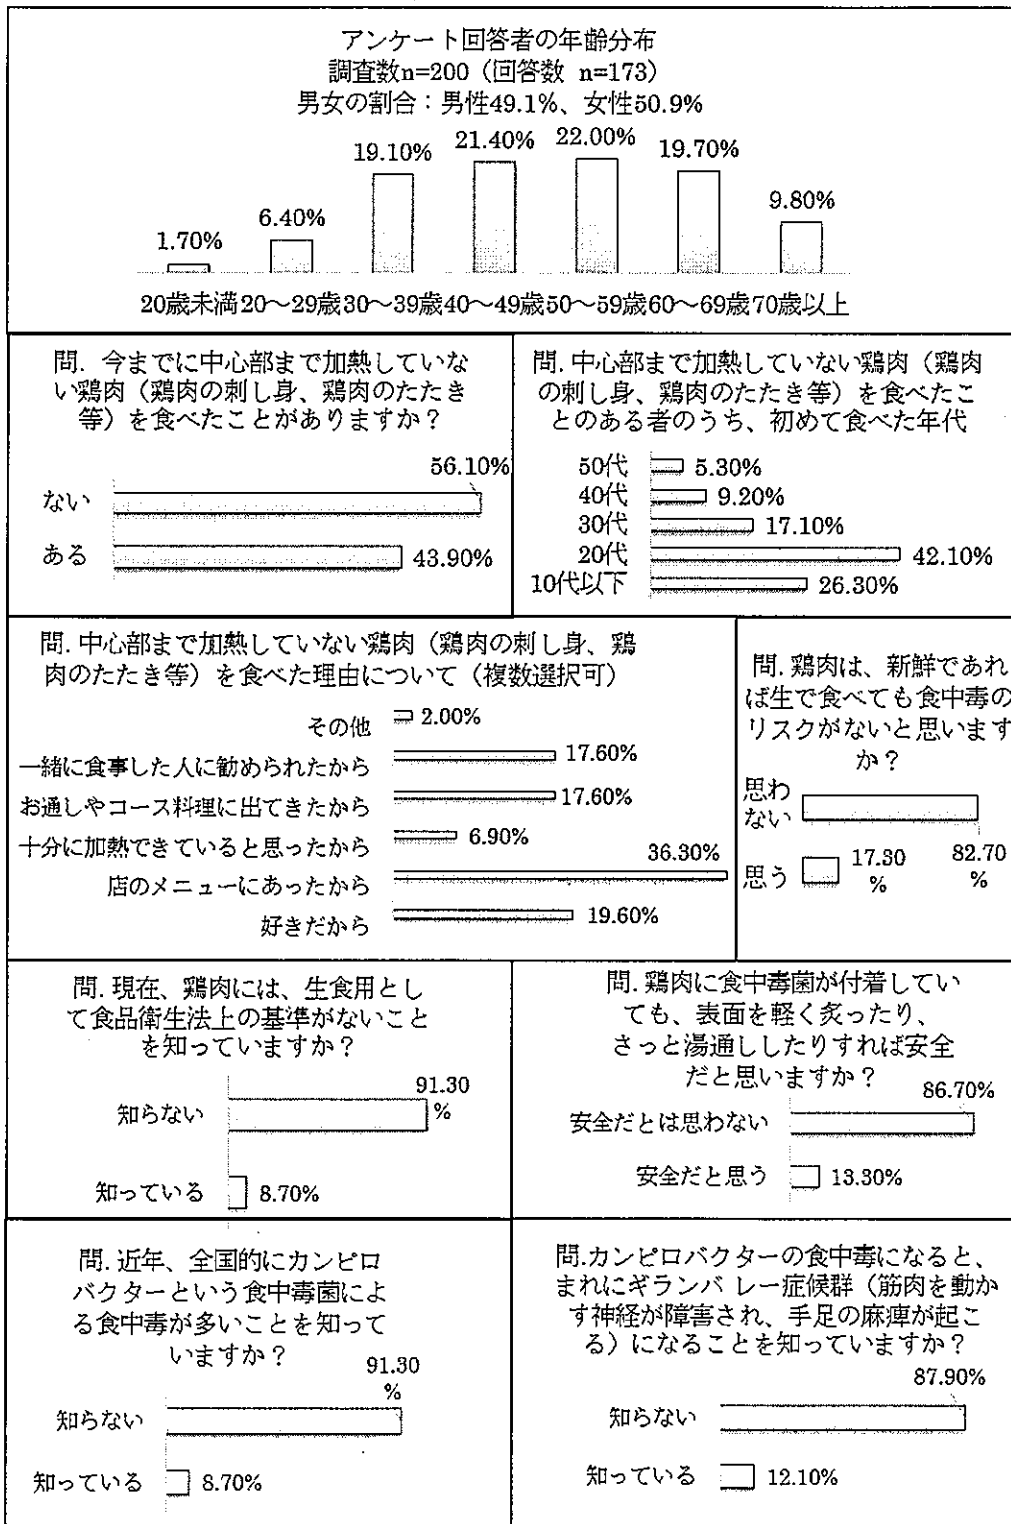 アンケート回答者の年齢分布
調査数n=200（回答数 n=173）
男女の割合：男性49.1%、女性50.9%
1.70%
6.40%
19.10%
21.40%
22.00%
19.70%
9.80%
20歳未満 20～29歳 30～39歳 40～49歳 50～59歳 60～69歳 70歳以上
問. 今までに中心部まで加熱していな
い鶏肉（鶏肉の刺し身、鶏肉のたたき
等）を食べたことがありますか？
ない 56.10%
ある 43.90%
問. 中心部まで加熱していない鶏肉（鶏肉
の刺し身、鶏肉のたたき等）を食べたこ
とのある者のうち、初めて食べた年代
50代 5.30%
40代 9.20%
30代 17.10%
20代 42.10%
10代以下 26.30%
問. 中心部まで加熱していない鶏肉（鶏肉の刺し身、鶏
肉のたたき等）を食べた理由について（複数選択可）
その他 2.00%
一緒に食事した人に勧められたから 17.60%
お通しやコース料理に出てきたから 17.60%
十分に加熱できていると思ったから 6.90%
店のメニューにあったから 36.30%
好きだから 19.60%
問. 鶏肉は、新鮮であれ
ば生で食べても食中毒の
リスクがないと思います
か？
思わ
ない 82.70
%
思う 17.30
%
問. 現在、鶏肉には、生食用とし
て食品衛生法上の基準がないこと
を知っていますか？
知らない 91.30
%
知っている 8.70%
問. 鶏肉に食中毒菌が付着してい
ても、表面を軽く炙ったり、
さっと湯通ししたりすれば安全
だと思いますか？
安全だとは思わない 86.70%
安全だと思う 13.30%
問. 近年、全国的にカンピロ
バクターという食中毒菌によ
る食中毒が多いことを知って
いますか？
知らない 91.30
%
知っている 8.70%
問.カンピロバクターの食中毒になると、
まれにギランバ レー症候群（筋肉を動か
す神経が障害され、手足の麻痺が起こ
る）になることを知っていますか？
知らない 87.90%
知っている 12.10%